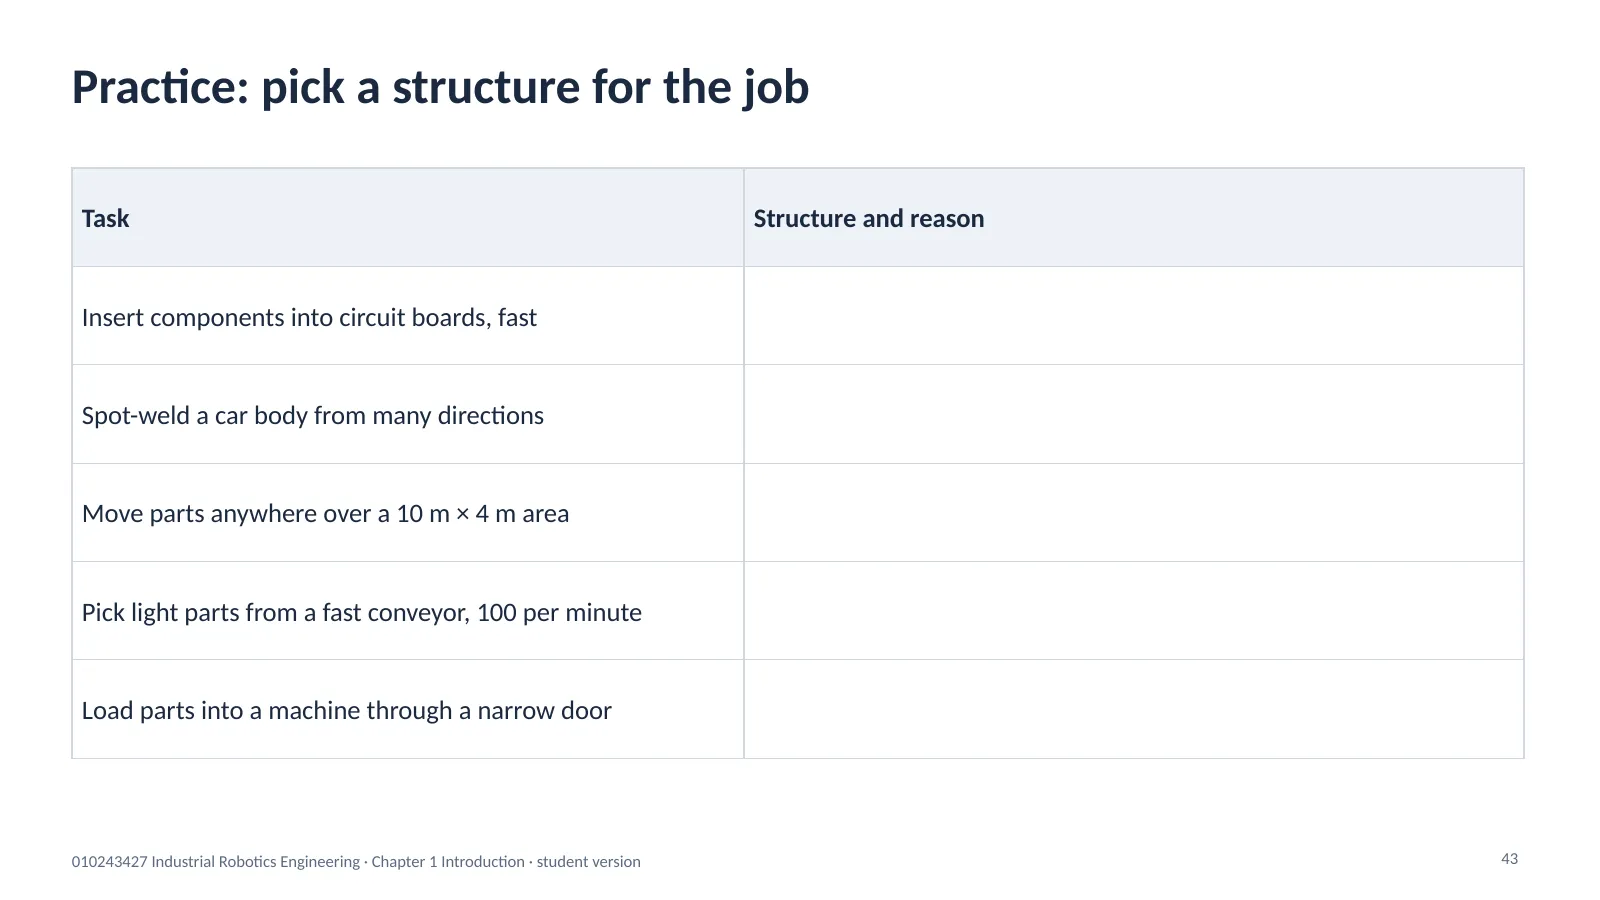 Practice: pick a structure for the job
Task
Structure and reason
Insert components into circuit boards, fast
Spot-weld a car body from many directions
Move parts anywhere over a 10 m × 4 m area
Pick light parts from a fast conveyor, 100 per minute
Load parts into a machine through a narrow door
010243427 Industrial Robotics Engineering · Chapter 1 Introduction · student version
43